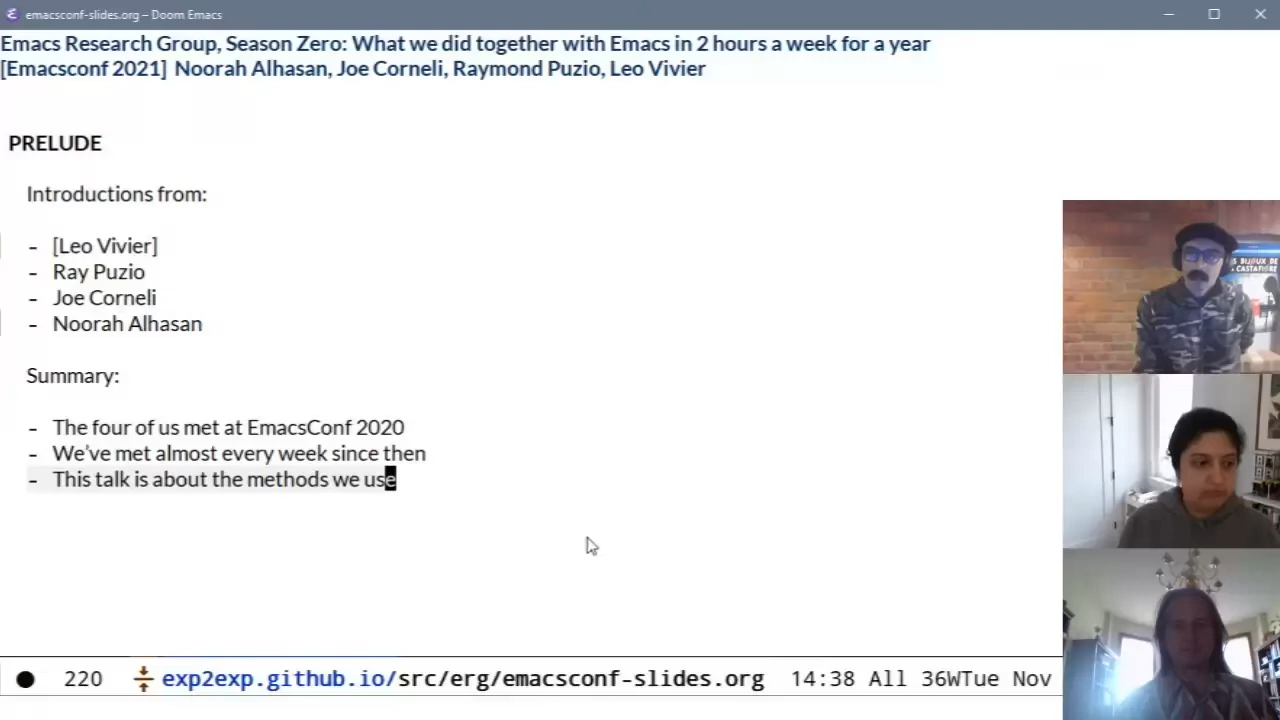 emacsconf-slides.org – Doom Emacs
Emacs Research Group, Season Zero: What we did together with Emacs in 2 hours a week for a year
[Emacsconf 2021] Noorah Alhasan, Joe Corneli, Raymond Puzio, Leo Vivier
PRELUDE
Introductions from:
- [Leo Vivier]
- Ray Puzio
- Joe Corneli
- Noorah Alhasan
Summary:
- The four of us met at EmacsConf 2020
- We've met almost every week since then
- This talk is about the methods we use
S BIJOUX DE
CASTAFIORE
220 exp2exp.github.io/src/erg/emacsconf-slides.org 14:38 All 36WTue Nov